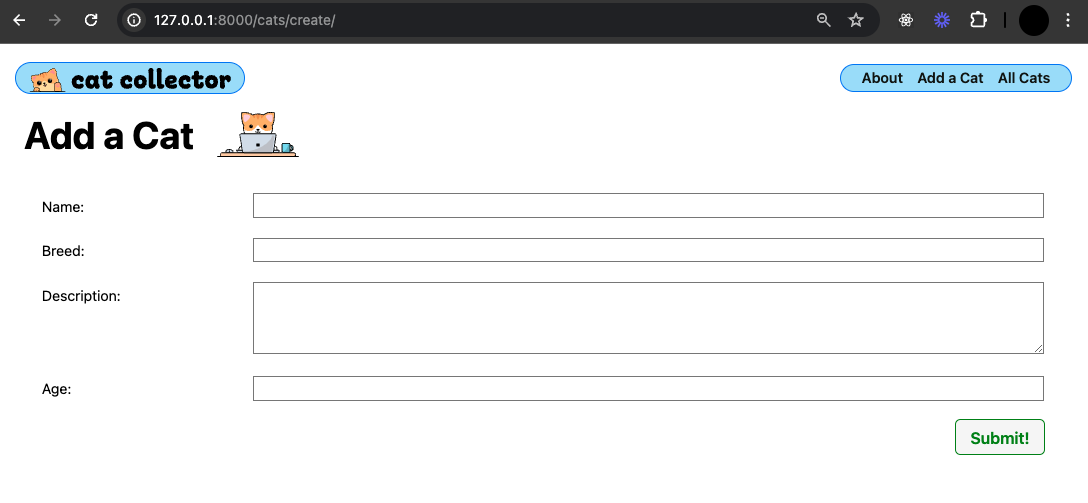 127.0.0.1:8000/cats/create/
cat collector
About Add a Cat All Cats
Add a Cat
Name:
Breed:
Description:
Age:
Submit!